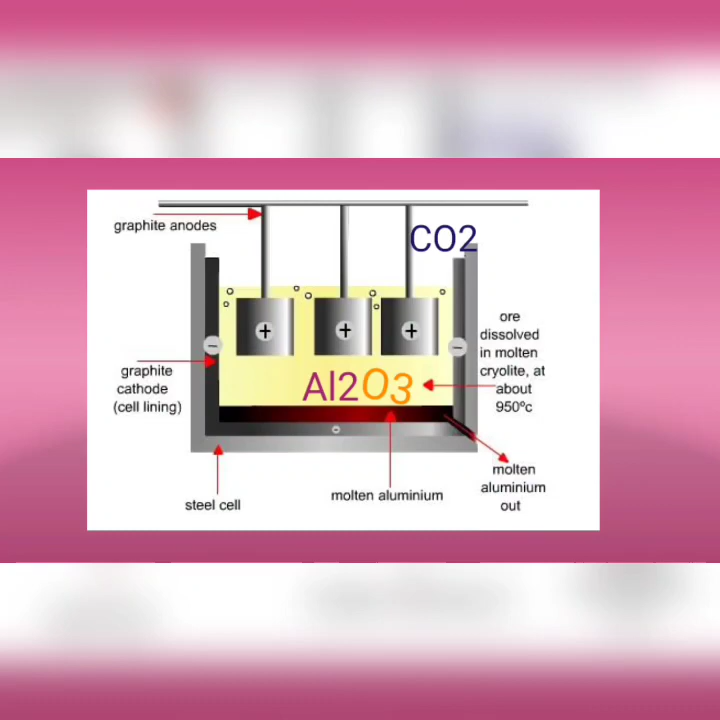 graphite anodes
CO2
+
+
+
−
−
ore
dissolved
in molten
cryolite, at
about
950ºc
graphite
cathode
(cell lining)
Al2O3
−
molten aluminium
molten
aluminium
out
steel cell